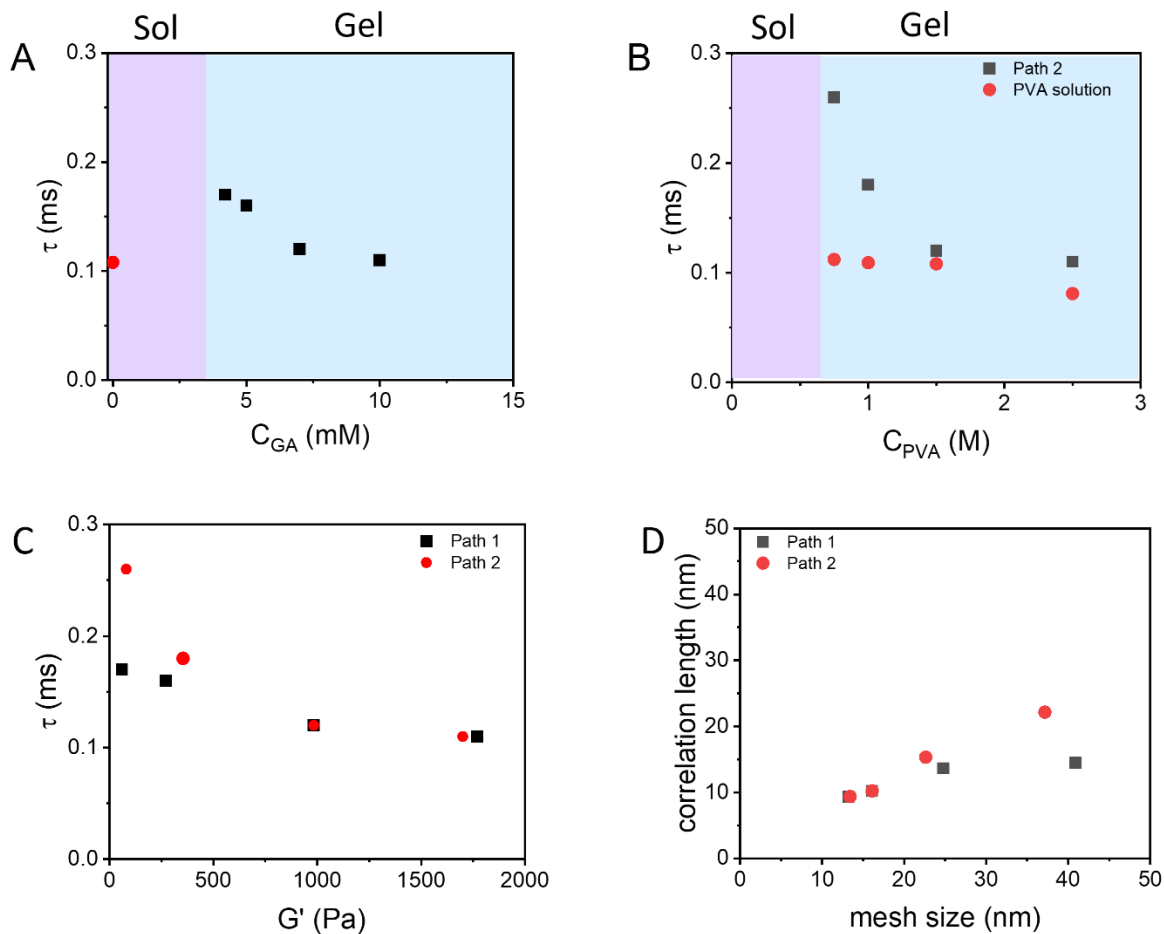 Sol Gel
A
0.3
0.2
0.1
0.0
τ (ms)
0 5 10 15
C_GA (mM)
Sol Gel
B
Path 2
PVA solution
0.3
0.2
0.1
0.0
τ (ms)
0 1 2 3
C_PVA (M)
C
Path 1
Path 2
0.3
0.2
0.1
0.0
τ (ms)
0 500 1000 1500 2000
G' (Pa)
D
Path 1
Path 2
50
40
30
20
10
0
correlation length (nm)
0 10 20 30 40 50
mesh size (nm)